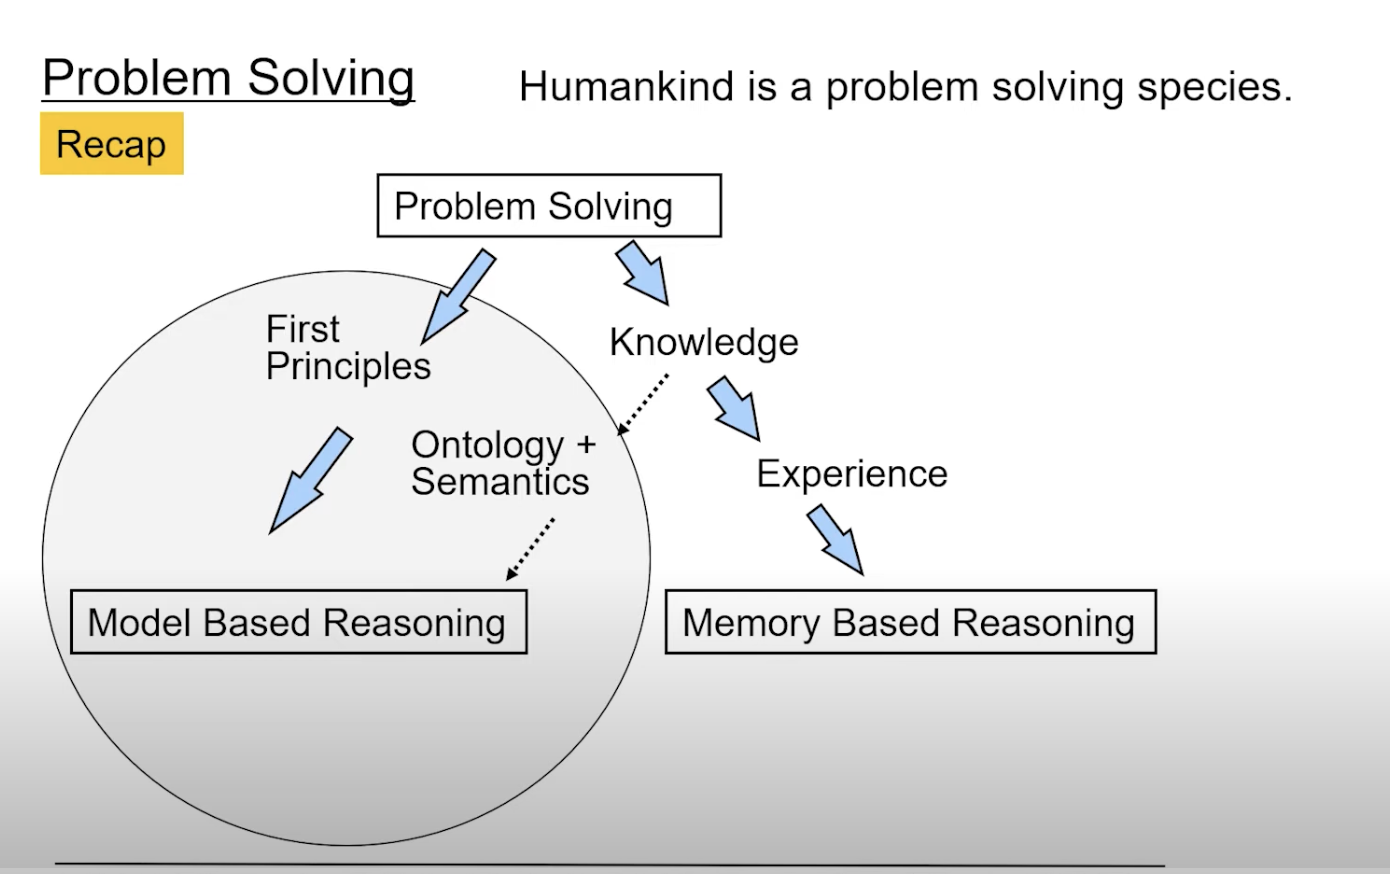 Problem Solving
Humankind is a problem solving species.
Recap
Problem Solving
First
Principles
Knowledge
Ontology +
Semantics
Experience
Model Based Reasoning
Memory Based Reasoning